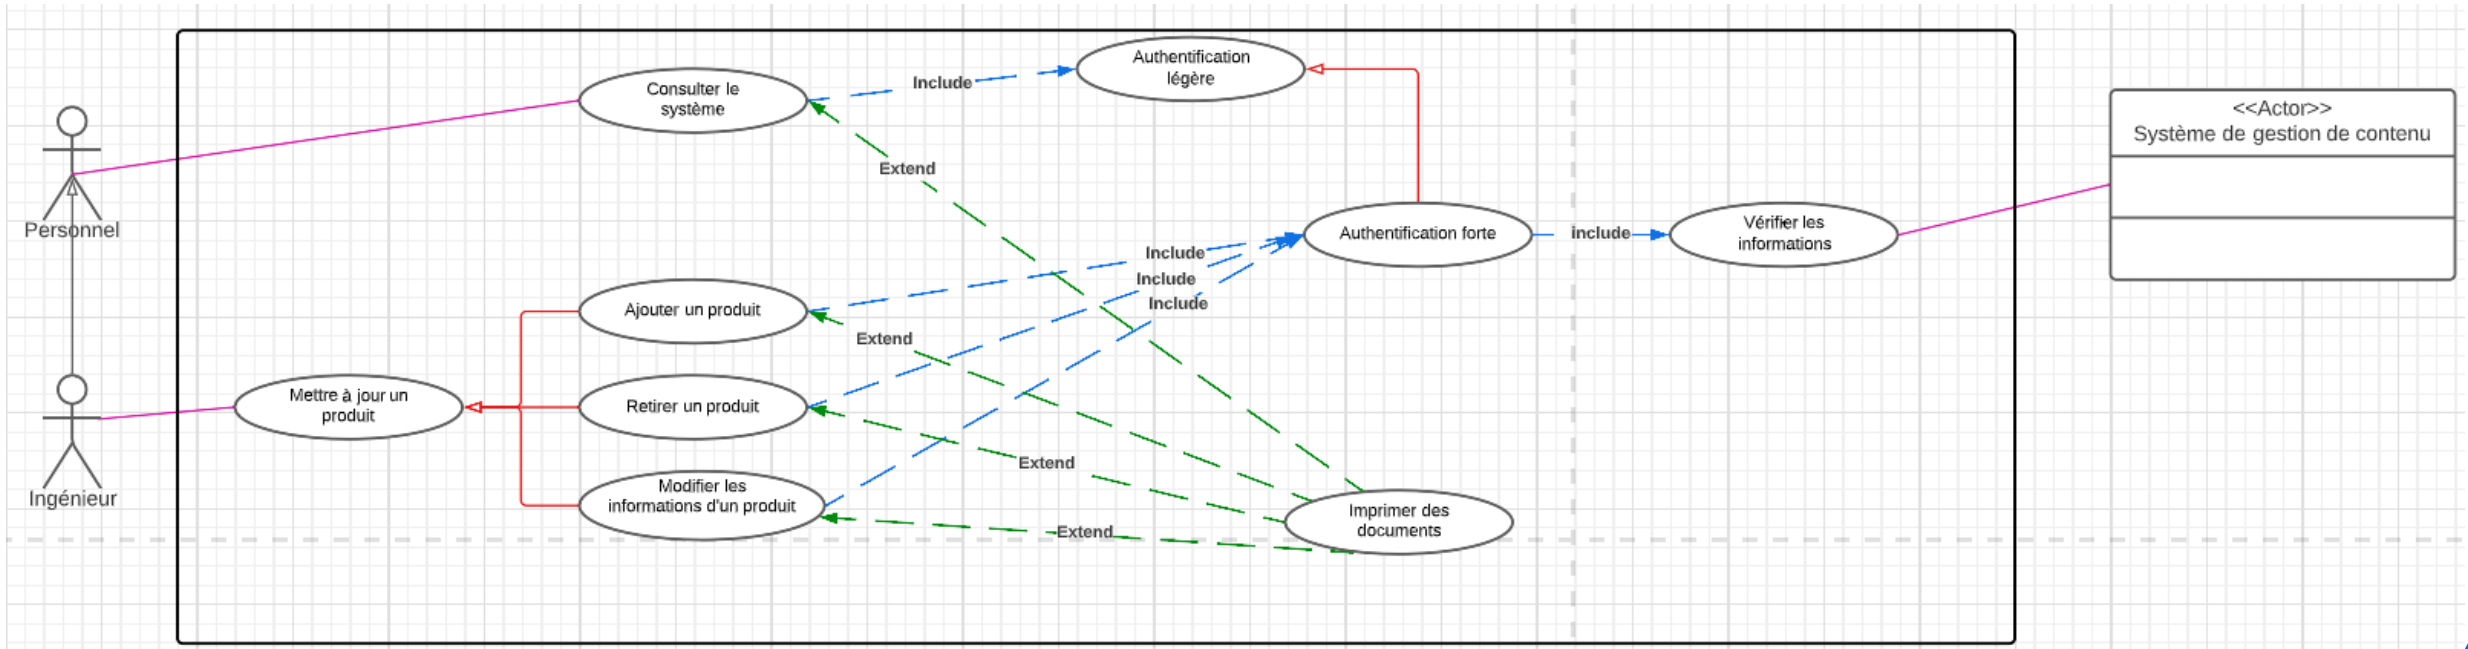 Authentification
légère
Include
Consulter le
système
<<Actor>>
Système de gestion de contenu
Extend
Personnel
Authentification forte
include
Vérifier les
informations
Include
Include
Include
Ajouter un produit
Extend
Mettre à jour un
produit
Retirer un produit
Extend
Modifier les
informations d'un produit
Ingénieur
Imprimer des
documents
Extend